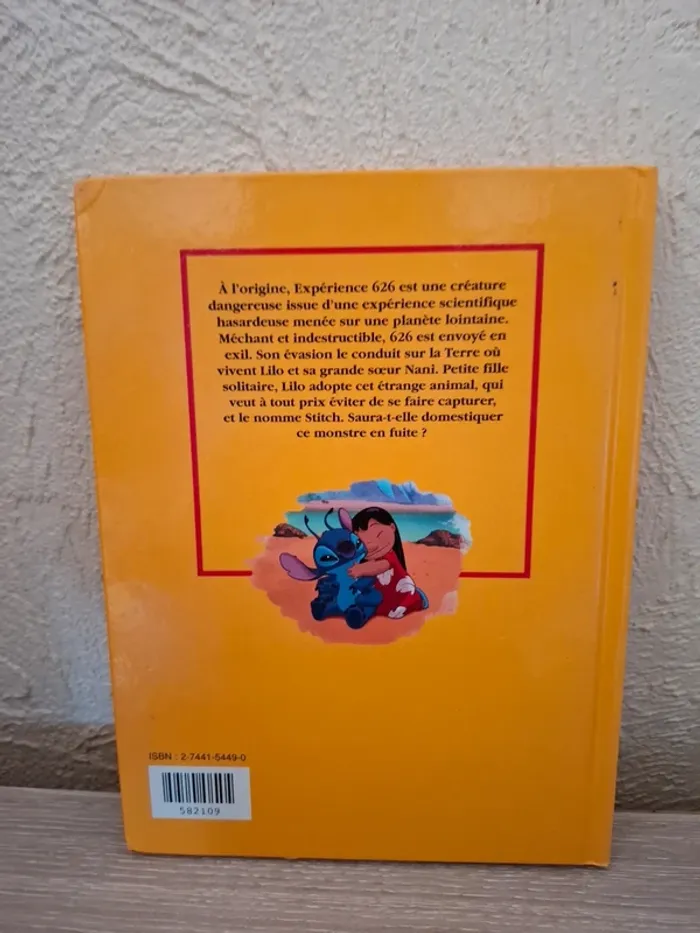 À l'origine, Expérience 626 est une créature
dangereuse issue d'une expérience scientifique
hasardeuse menée sur une planète lointaine.
Méchant et indestructible, 626 est envoyé en
exil. Son évasion le conduit sur la Terre où
vivent Lilo et sa grande sœur Nani. Petite fille
solitaire, Lilo adopte cet étrange animal, qui
veut à tout prix éviter de se faire capturer,
et le nomme Stitch. Saura-t-elle domestiquer
ce monstre en fuite ?
ISBN : 2-7441-5449-0
582109